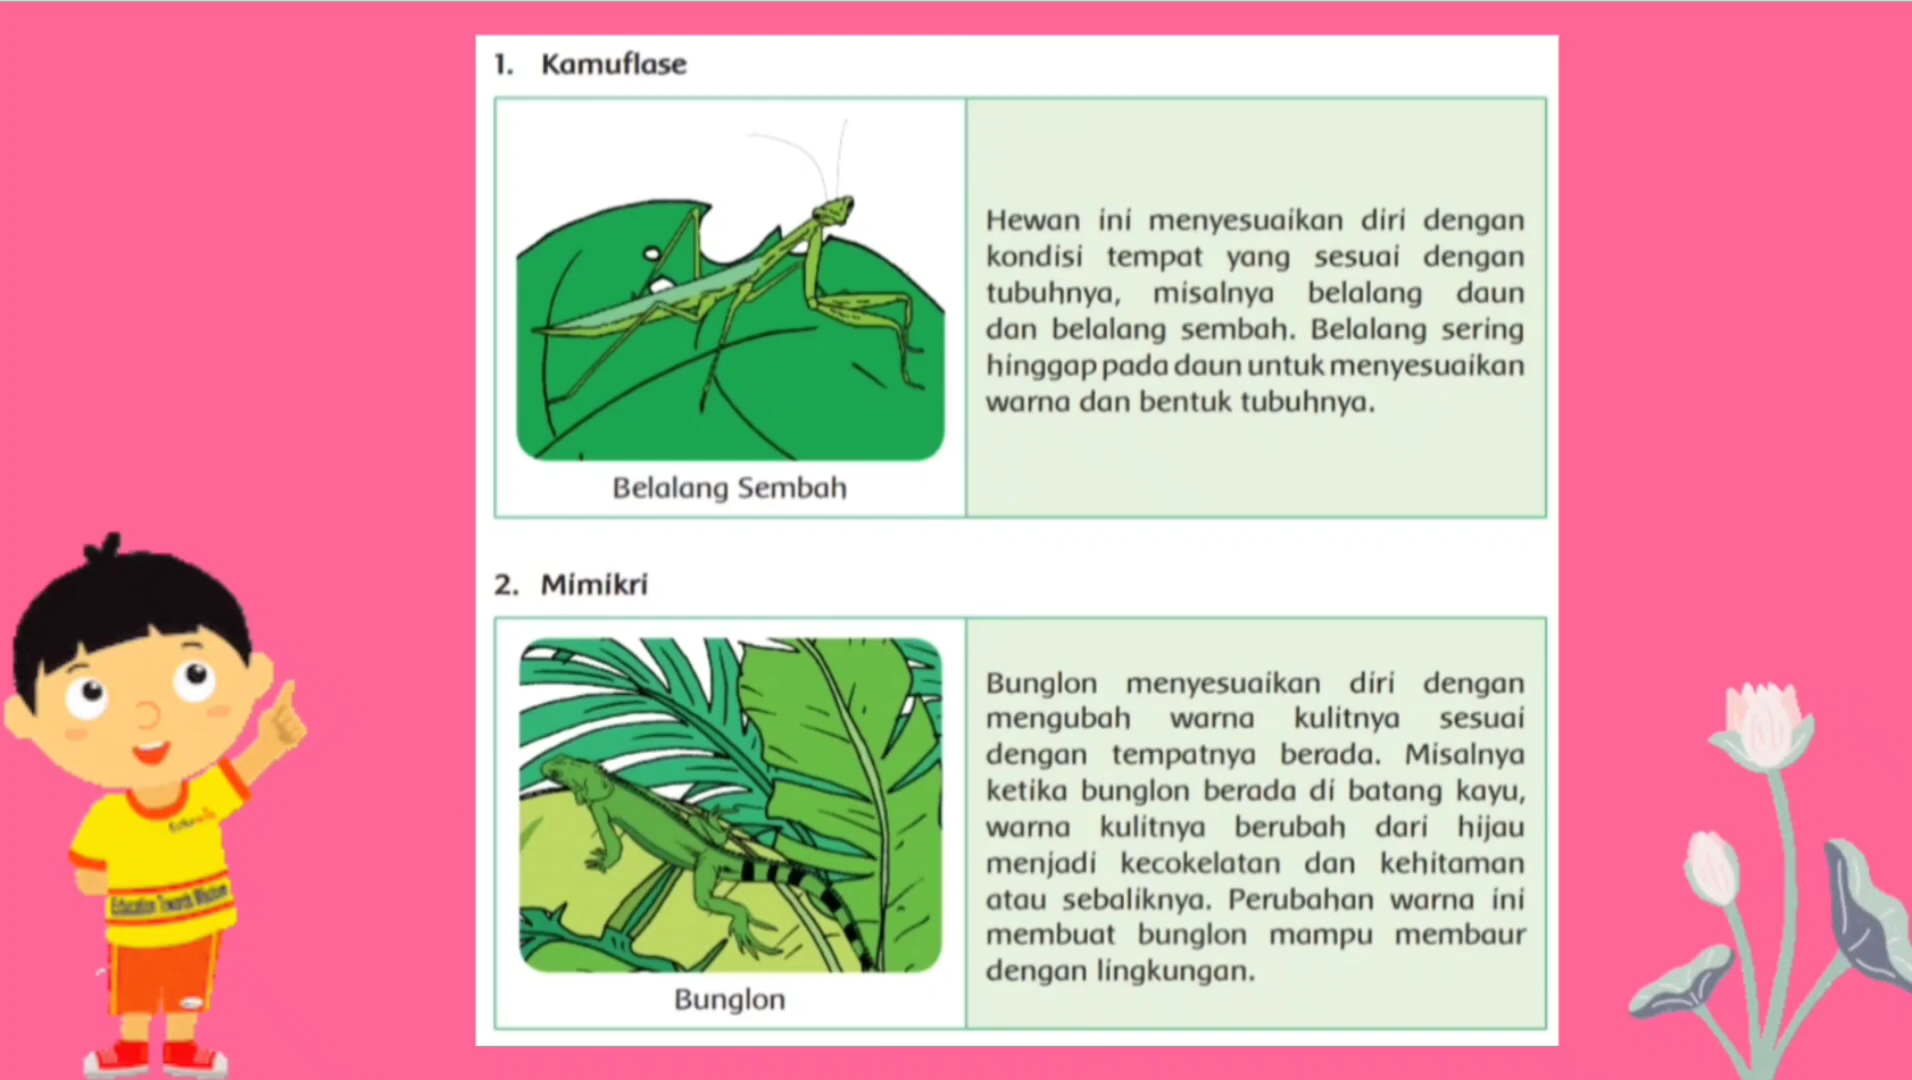 1. Kamuflase
Hewan ini menyesuaikan diri dengan
kondisi tempat yang sesuai dengan
tubuhnya, misalnya belalang daun
dan belalang sembah. Belalang sering
hinggap pada daun untuk menyesuaikan
warna dan bentuk tubuhnya.
Belalang Sembah
2. Mimikri
Bunglon menyesuaikan diri dengan
mengubah warna kulitnya sesuai
dengan tempatnya berada. Misalnya
ketika bunglon berada di batang kayu,
warna kulitnya berubah dari hijau
menjadi kecokelatan dan kehitaman
atau sebaliknya. Perubahan warna ini
membuat bunglon mampu membaur
dengan lingkungan.
Bunglon
Education Towards